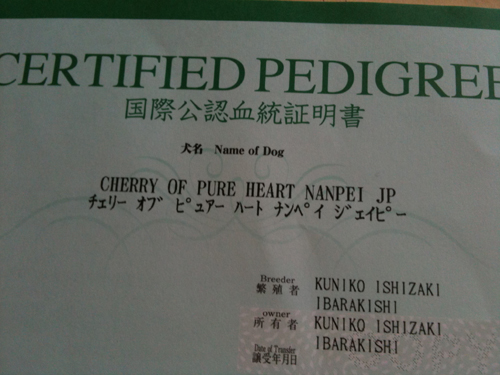 CERTIFIED PEDIGREE
国際公認血統証明書
犬名 Name of Dog
CHERRY OF PURE HEART NANPEI JP
チェリー オブ ピュアー ハート ナンペイ ジェイピー
Breeder
繁殖者 KUNIKO ISHIZAKI
IBARAKISHI
owner
所有者 KUNIKO ISHIZAKI
IBARAKISHI
Date of Transfer
譲受年月日